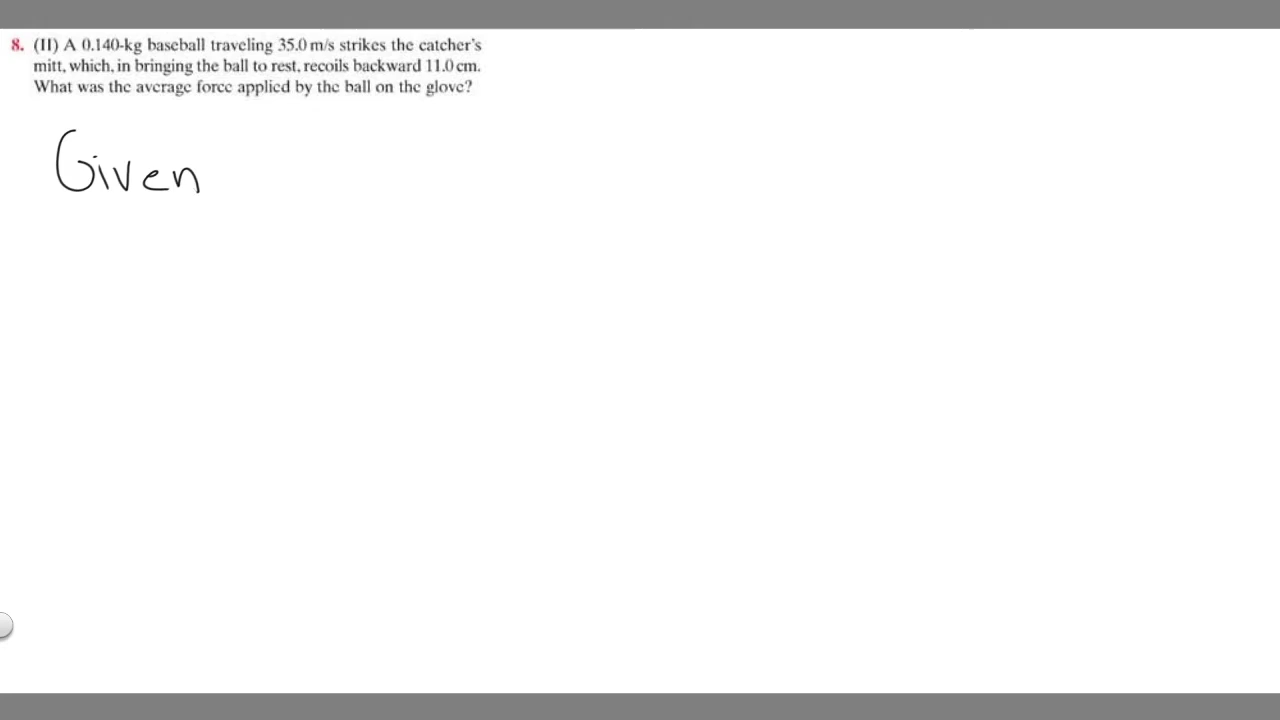 8. (II) A 0.140-kg baseball traveling 35.0 m/s strikes the catcher's
mitt, which, in bringing the ball to rest, recoils backward 11.0 cm.
What was the average force applied by the ball on the glove?
Given